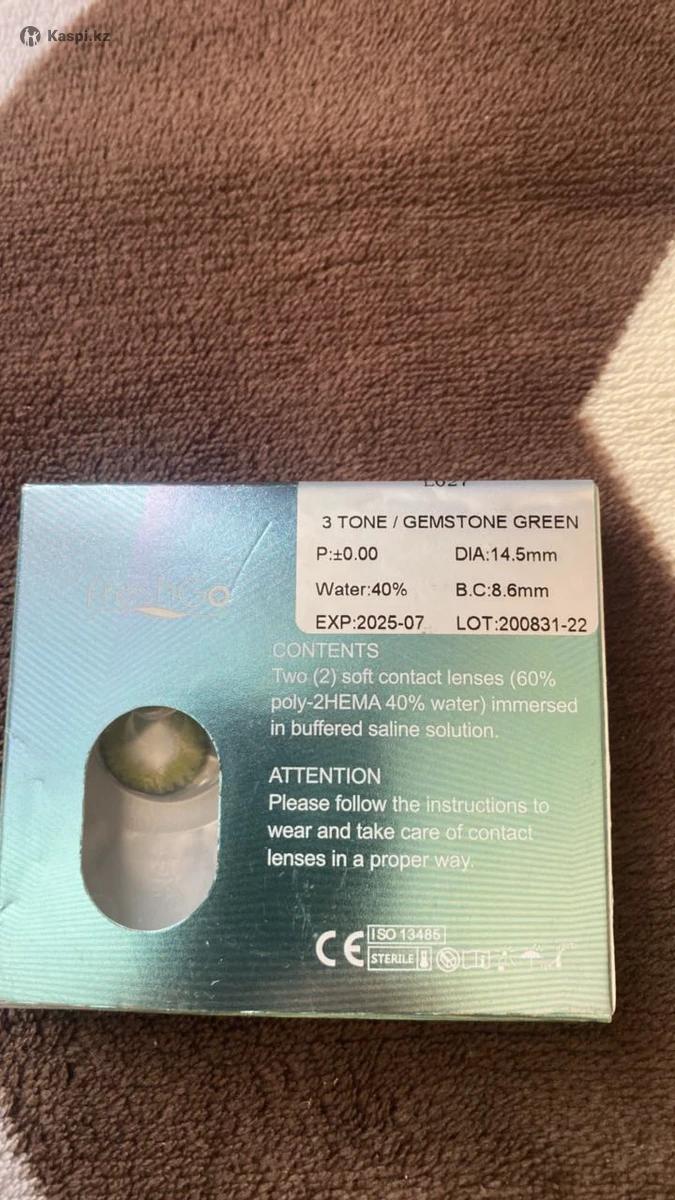 Kaspi.kz
3 TONE / GEMSTONE GREEN
P:±0.00 DIA:14.5mm
Water:40% B.C:8.6mm
EXP:2025-07 LOT:200831-22
FreshGo
CONTENTS
Two (2) soft contact lenses (60%
poly-2HEMA 40% water) immersed
in buffered saline solution.
ATTENTION
Please follow the instructions to
wear and take care of contact
lenses in a proper way.
CE
ISO 13485
STERILE